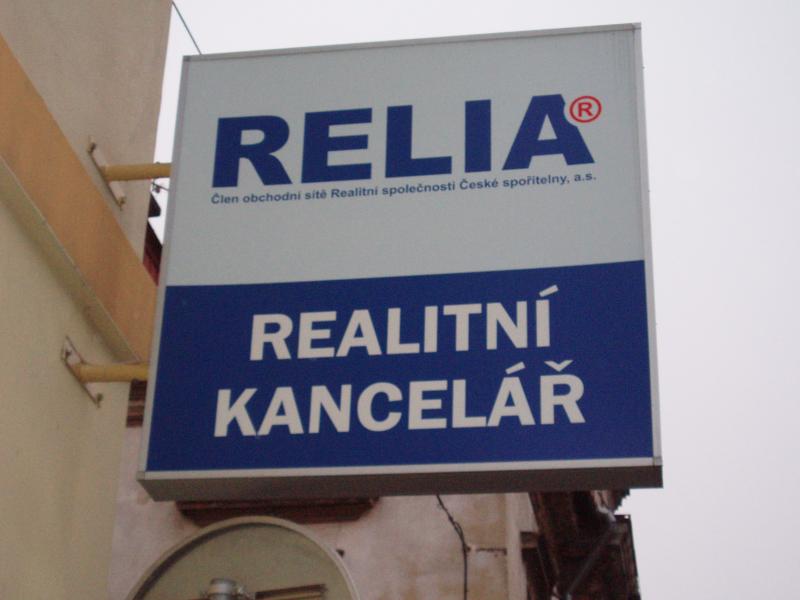 RELIA®
Člen obchodní sítě Realitní společnosti České spořitelny, a.s.
REALITNÍ
KANCELÁŘ